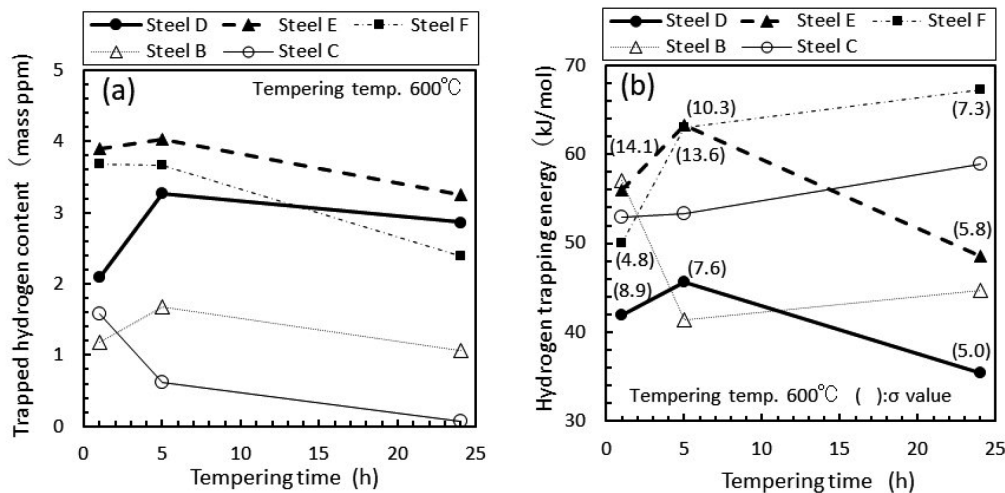 Steel D Steel E Steel F
Steel B Steel C
(a) Tempering temp. 600℃
Trapped hydrogen content (mass ppm)
5
4
3
2
1
0
0 5 10 15 20 25
Tempering time (h)
Steel D Steel E Steel F
Steel B Steel C
(b)
Hydrogen trapping energy (kJ/mol)
70
60
50
40
30
(10.3)
(7.3)
(14.1)
(13.6)
(5.8)
(4.8)
(7.6)
(8.9)
(5.0)
Tempering temp. 600℃ ( ):σ value
0 5 10 15 20 25
Tempering time (h)